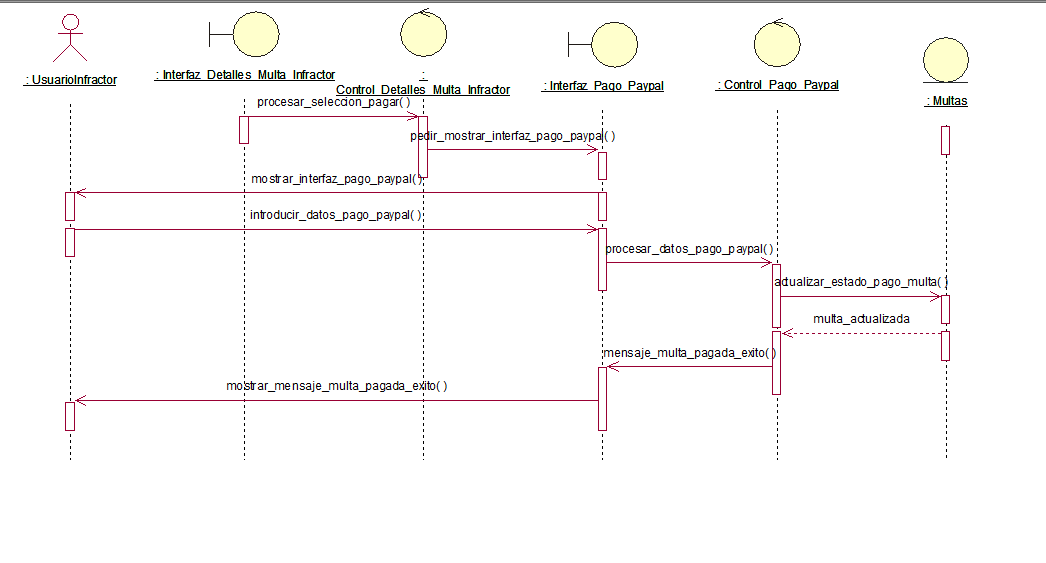 : UsuarioInfractor
: Interfaz_Detalles_Multa_Infractor
:
Control_Detalles_Multa_Infractor
: Interfaz_Pago_Paypal
: Control_Pago_Paypal
: Multas
procesar_seleccion_pagar( )
pedir_mostrar_interfaz_pago_paypal( )
mostrar_interfaz_pago_paypal( )
introducir_datos_pago_paypal( )
procesar_datos_pago_paypal( )
actualizar_estado_pago_multa( )
multa_actualizada
mensaje_multa_pagada_exito( )
mostrar_mensaje_multa_pagada_exito( )